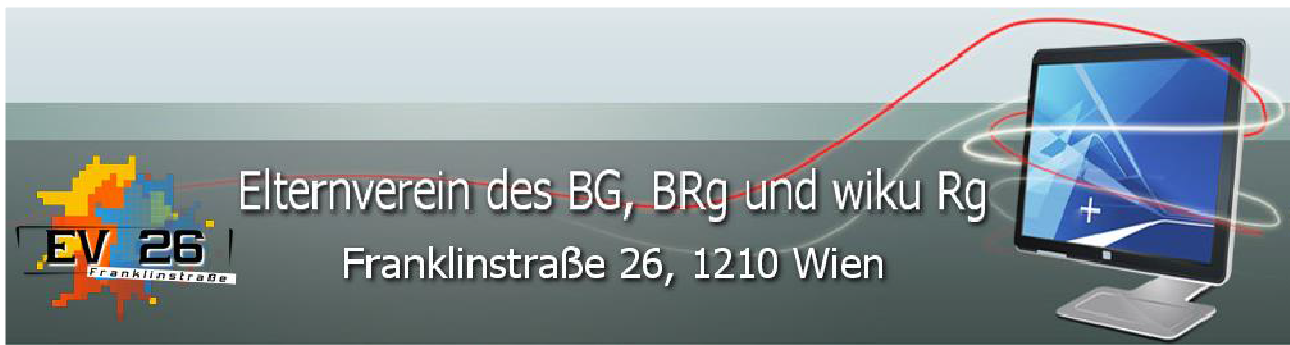 Elternverein des BG, BRg und wiku Rg
EV 26
Franklinstraße
Franklinstraße 26, 1210 Wien